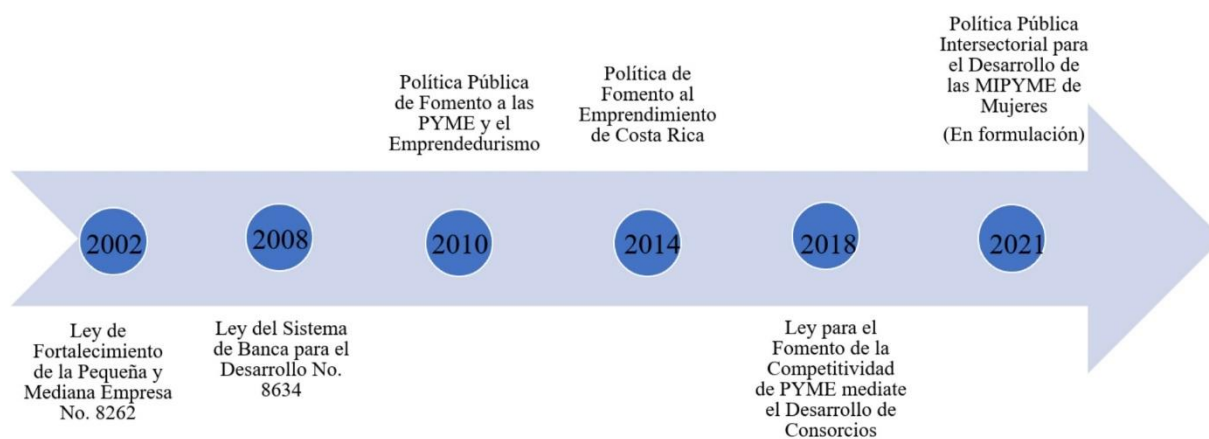 2002
Ley de
Fortalecimiento
de la Pequeña y
Mediana Empresa
No. 8262
2008
Ley del Sistema
de Banca para el
Desarrollo No.
8634
Política Pública
de Fomento a las
PYME y el
Emprendedurismo
2010
Política de
Fomento al
Emprendimiento
de Costa Rica
2014
2018
Ley para el
Fomento de la
Competitividad
de PYME mediate
el Desarrollo de
Consorcios
Política Pública
Intersectorial para
el Desarrollo de
las MIPYME de
Mujeres
(En formulación)
2021